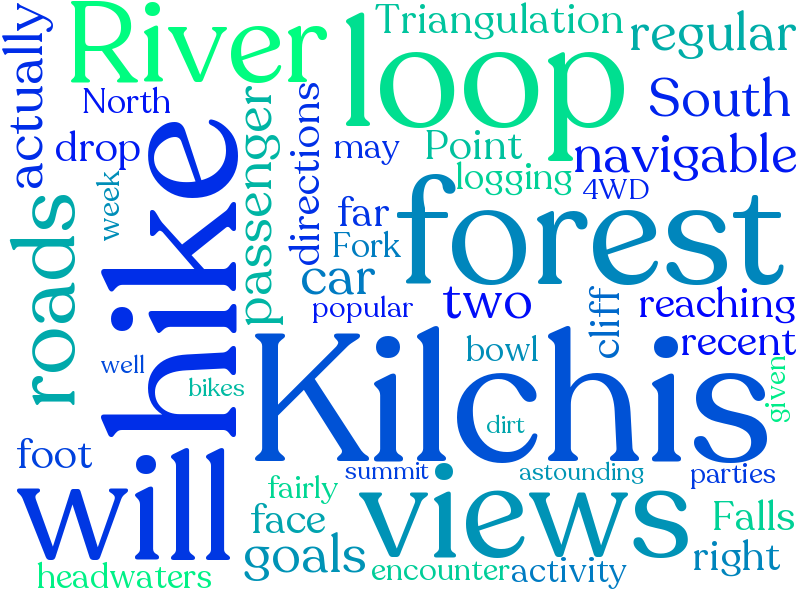 actually
River
loop
Triangulation
regular
North
South
drop
hike
passenger
directions
may
Point
navigable
logging
4WD
week
roads
far
Fork
forest
car
popular
two
cliff
reaching
recent
well
bikes
Kilchis
bowl
given
dirt
foot
will
summit
views
astounding
parties
fairly
face
goals
Falls
right
headwaters
encounter
activity